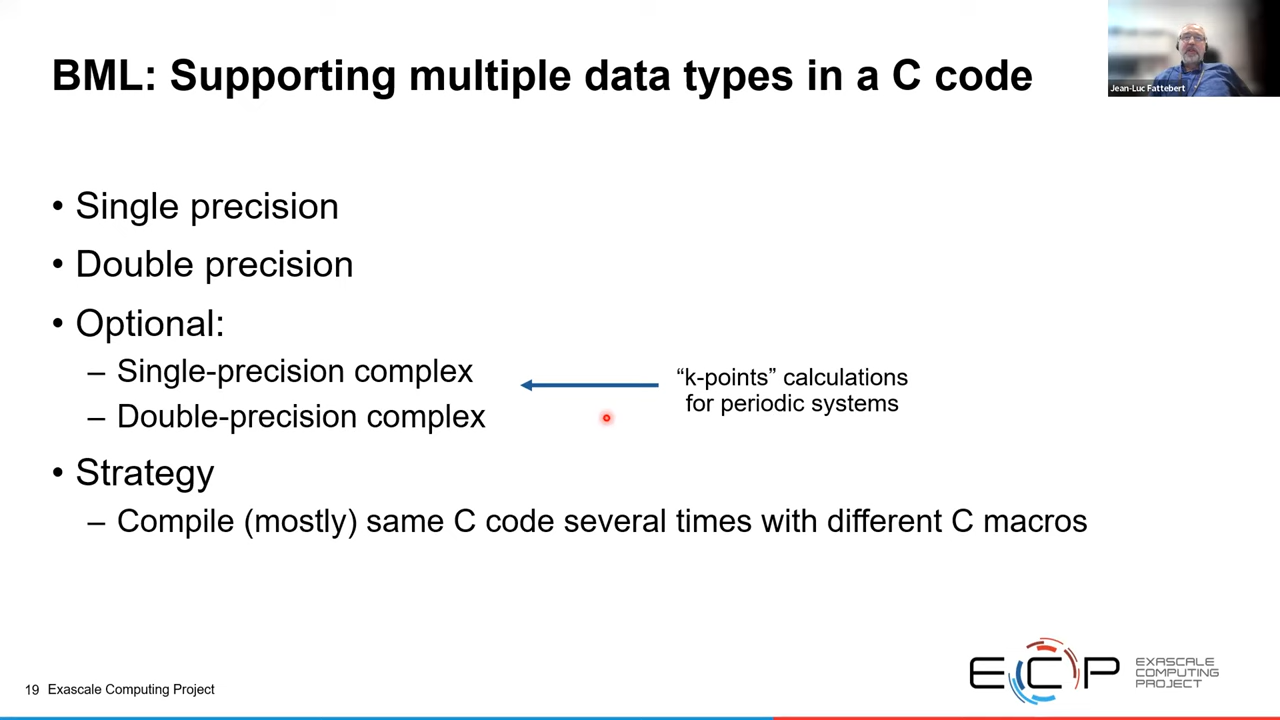 BML: Supporting multiple data types in a C code
Jean-Luc Fattebert
• Single precision
• Double precision
• Optional:
– Single-precision complex
– Double-precision complex
“k-points” calculations
for periodic systems
• Strategy
– Compile (mostly) same C code several times with different C macros
19 Exascale Computing Project
ECP
EXASCALE
COMPUTING
PROJECT